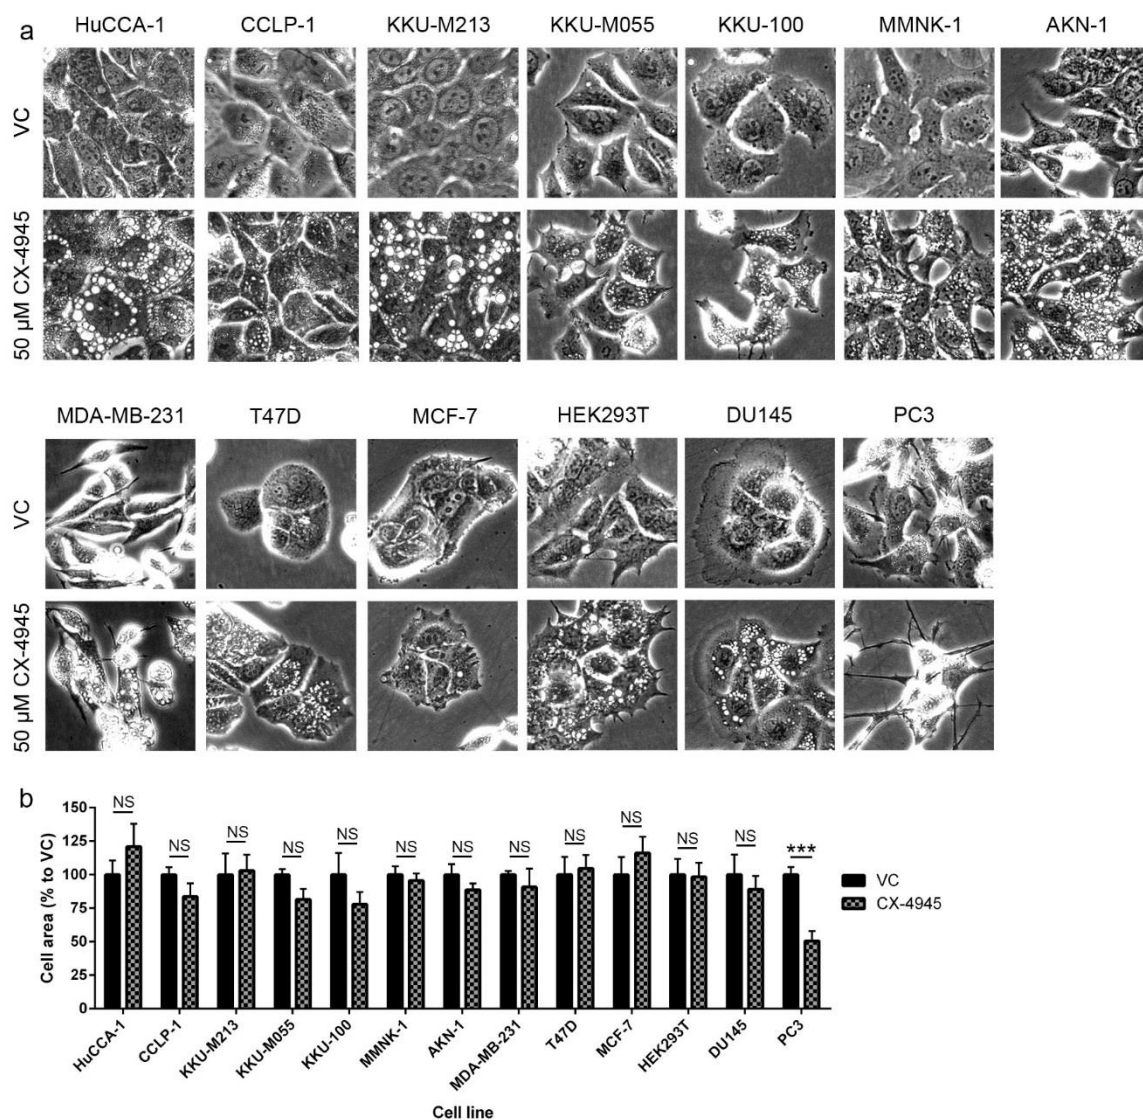 a
HuCCA-1 CCLP-1 KKU-M213 KKU-M055 KKU-100 MMNK-1 AKN-1
VC
50 µM CX-4945
MDA-MB-231 T47D MCF-7 HEK293T DU145 PC3
VC
50 µM CX-4945
b
Cell area (% to VC)
150
125
100
75
50
25
0
NS NS NS NS NS NS NS NS NS NS NS NS ***
VC
CX-4945
HuCCA-1 CCLP-1 KKU-M213 KKU-M055 KKU-100 MMNK-1 AKN-1 MDA-MB-231 T47D MCF-7 HEK293T DU145 PC3
Cell line